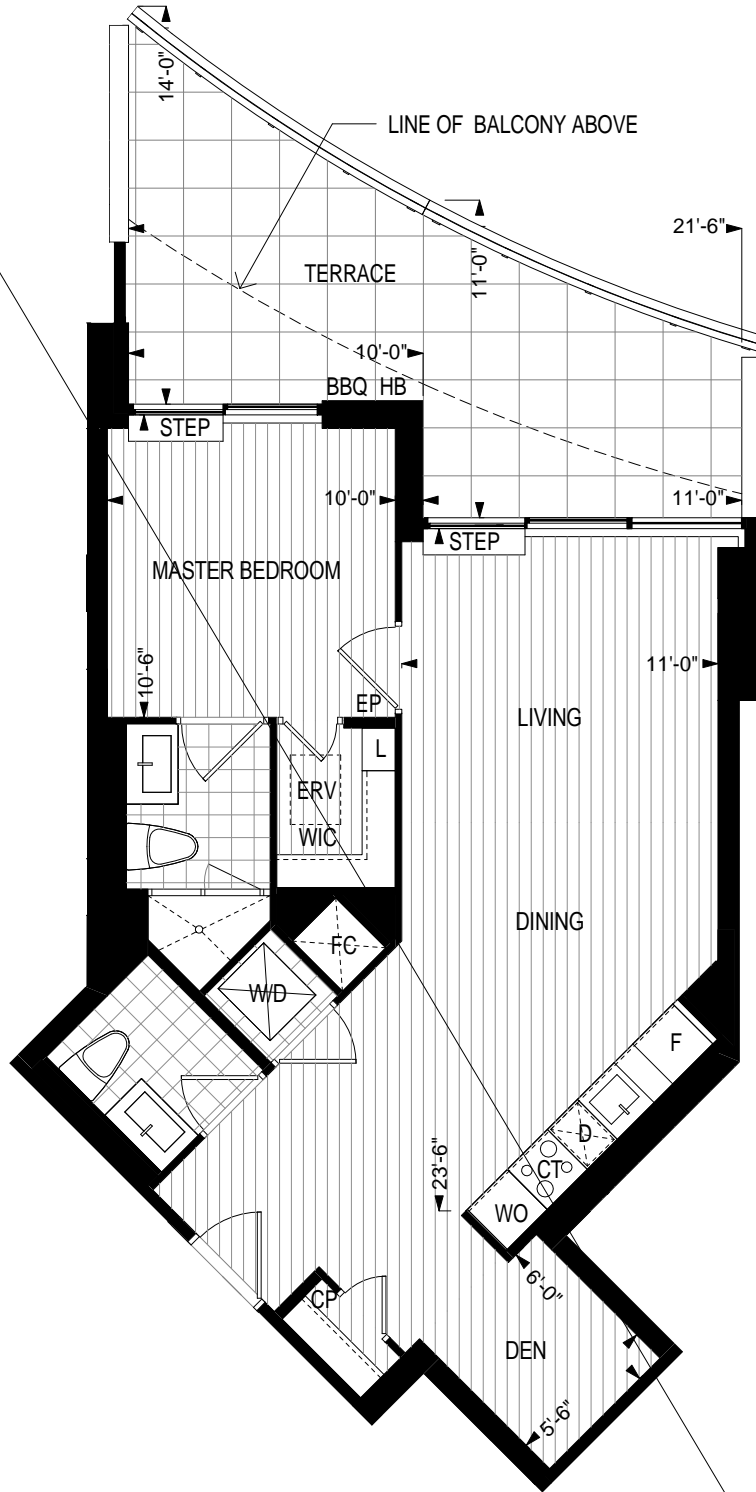 14'-0"
LINE OF BALCONY ABOVE
21'-6"
11'-0"
TERRACE
10'-0"
BBQ HB
STEP
10'-0"
11'-0"
STEP
MASTER BEDROOM
10'-6"
11'-0"
EP
LIVING
L
ERV
WIC
DINING
FC
W/D
F
D
CT
23'-6"
WO
6'-0"
CP
DEN
5'-6"